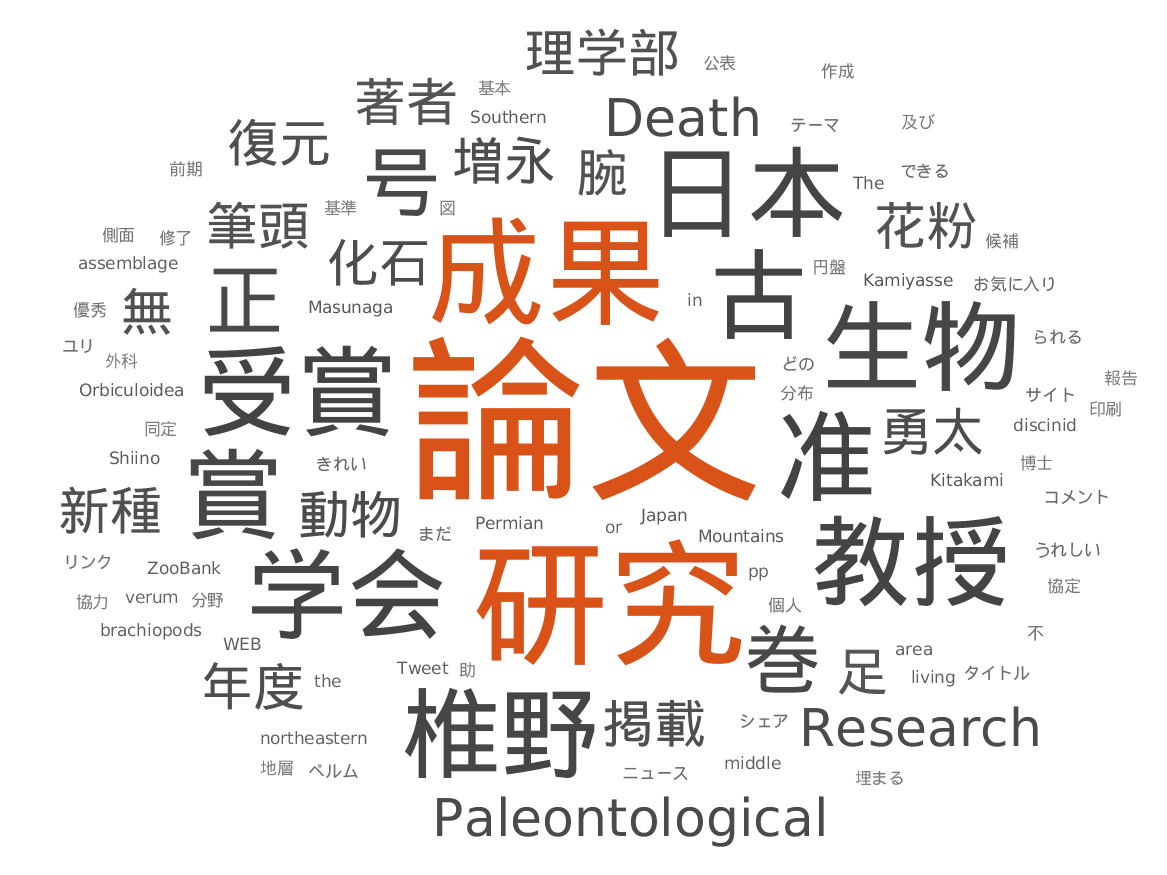 理学部
公表
作成
著者
基本
Southern
Death
テーマ
及び
復元
号
増永
腕
日本
The
できる
前期
筆頭
基準
図
花粉
候補
側面
修了
assemblage
化石
成果
in
古
円盤
Kamiyasse
お気に入り
優秀
無
正
Masunaga
生物
られる
ユリ
外科
Orbiculoidea
受賞
論文
どの
分布
報告
サイト
印刷
准
勇太
discinid
同定
Shiino
きれい
賞
Kitakami
博士
コメント
新種
動物
まだ
Permian
or
Japan
Mountains
教授
うれしい
リンク
ZooBank
学会
研究
pp
協定
協力
verum
分野
個人
brachiopods
WEB
巻
不
area
年度
the
Tweet
助
足
living
タイトル
椎野
掲載
シェア
Research
northeastern
地層
ペルム
ニュース
middle
埋まる
Paleontological